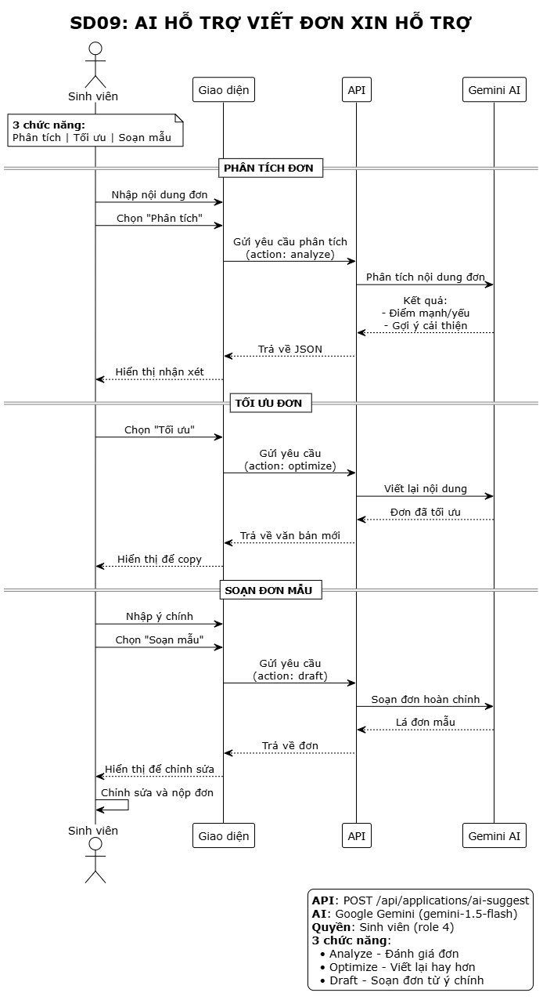 SD09: AI HỖ TRỢ VIẾT ĐƠN XIN HỖ TRỢ
Sinh viên
Giao diện
API
Gemini AI
3 chức năng:
Phân tích | Tối ưu | Soạn mẫu
PHÂN TÍCH ĐƠN
Nhập nội dung đơn
Chọn "Phân tích"
Gửi yêu cầu phân tích
(action: analyze)
Phân tích nội dung đơn
Kết quả:
- Điểm mạnh/yếu
- Gợi ý cải thiện
Trả về JSON
Hiển thị nhận xét
TỐI ƯU ĐƠN
Chọn "Tối ưu"
Gửi yêu cầu
(action: optimize)
Viết lại nội dung
Đơn đã tối ưu
Trả về văn bản mới
Hiển thị để copy
SOẠN ĐƠN MẪU
Nhập ý chính
Chọn "Soạn mẫu"
Gửi yêu cầu
(action: draft)
Soạn đơn hoàn chỉnh
Lá đơn mẫu
Trả về đơn
Hiển thị để chỉnh sửa
Chỉnh sửa và nộp đơn
Sinh viên
Giao diện
API
Gemini AI
API: POST /api/applications/ai-suggest
AI: Google Gemini (gemini-1.5-flash)
Quyền: Sinh viên (role 4)
3 chức năng:
• Analyze - Đánh giá đơn
• Optimize - Viết lại hay hơn
• Draft - Soạn đơn từ ý chính